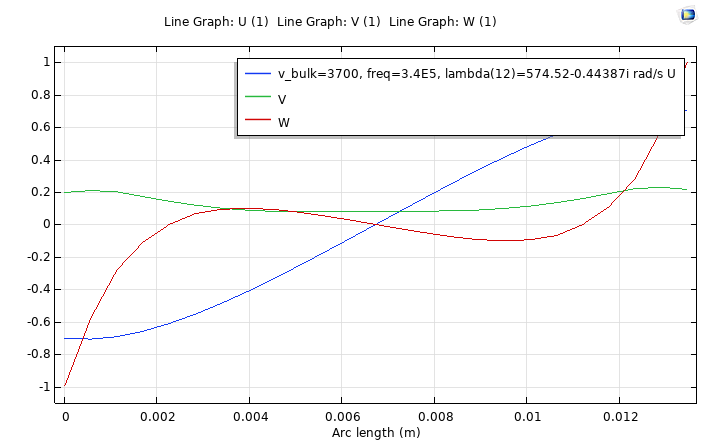 Line Graph: U (1)  Line Graph: V (1)  Line Graph: W (1)
v_bulk=3700, freq=3.4E5, lambda(12)=574.52-0.44387i rad/s U
V
W
1
0.8
0.6
0.4
0.2
0
-0.2
-0.4
-0.6
-0.8
-1
0 0.002 0.004 0.006 0.008 0.01 0.012
Arc length (m)